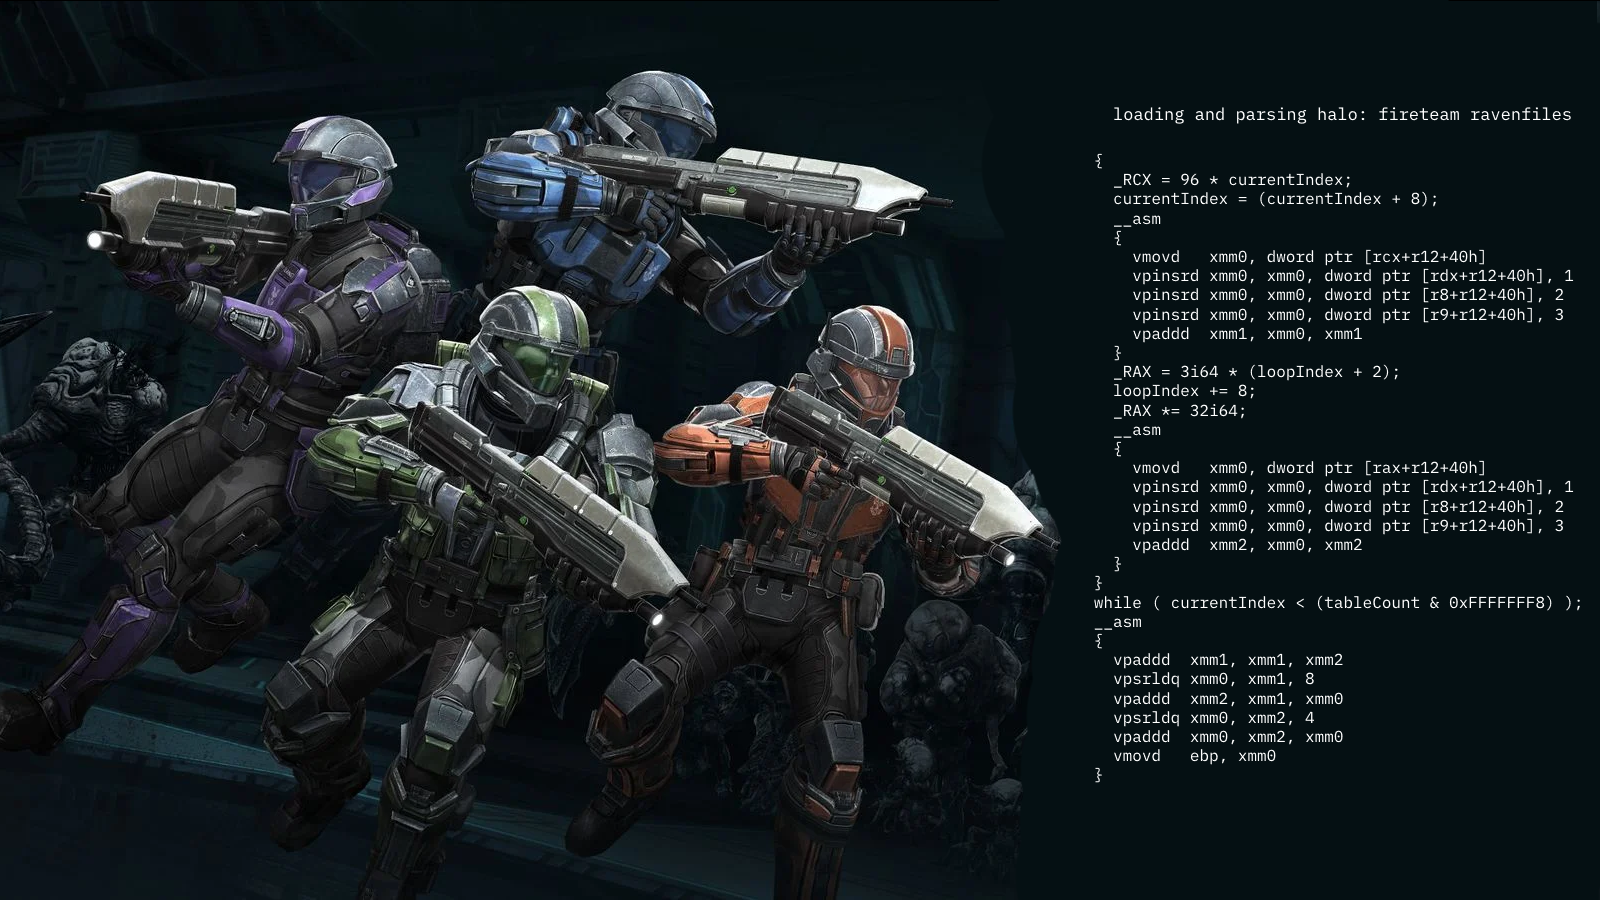 loading and parsing halo: fireteam ravenfiles
{
  _RCX = 96 * currentIndex;
  currentIndex = (currentIndex + 8);
  __asm
  {
    vmovd   xmm0, dword ptr [rcx+r12+40h]
    vpinsrd xmm0, xmm0, dword ptr [rdx+r12+40h], 1
    vpinsrd xmm0, xmm0, dword ptr [r8+r12+40h], 2
    vpinsrd xmm0, xmm0, dword ptr [r9+r12+40h], 3
    vpaddd  xmm1, xmm0, xmm1
  }
  _RAX = 3i64 * (loopIndex + 2);
  loopIndex += 8;
  _RAX *= 32i64;
  __asm
  {
    vmovd   xmm0, dword ptr [rax+r12+40h]
    vpinsrd xmm0, xmm0, dword ptr [rdx+r12+40h], 1
    vpinsrd xmm0, xmm0, dword ptr [r8+r12+40h], 2
    vpinsrd xmm0, xmm0, dword ptr [r9+r12+40h], 3
    vpaddd  xmm2, xmm0, xmm2
  }
}
while ( currentIndex < (tableCount & 0xFFFFFFF8) );
__asm
{
  vpaddd  xmm1, xmm1, xmm2
  vpsrldq xmm0, xmm1, 8
  vpaddd  xmm2, xmm1, xmm0
  vpsrldq xmm0, xmm2, 4
  vpaddd  xmm0, xmm2, xmm0
  vmovd   ebp, xmm0
}